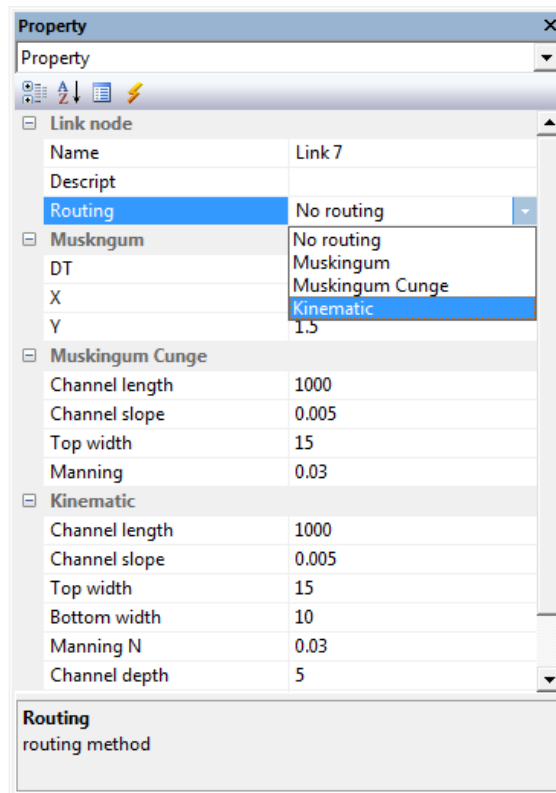 Property
Property
Link node
Name Link 7
Descript
Routing No routing
No routing
Muskngum
Muskingum
DT
Muskingum Cunge
X
Kinematic
Y 1.5
Muskingum Cunge
Channel length 1000
Channel slope 0.005
Top width 15
Manning 0.03
Kinematic
Channel length 1000
Channel slope 0.005
Top width 15
Bottom width 10
Manning N 0.03
Channel depth 5
Routing
routing method